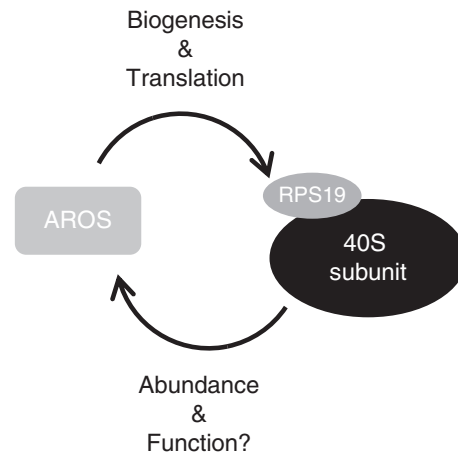 Biogenesis
&
Translation
RPS19
AROS
40S
subunit
Abundance
&
Function?